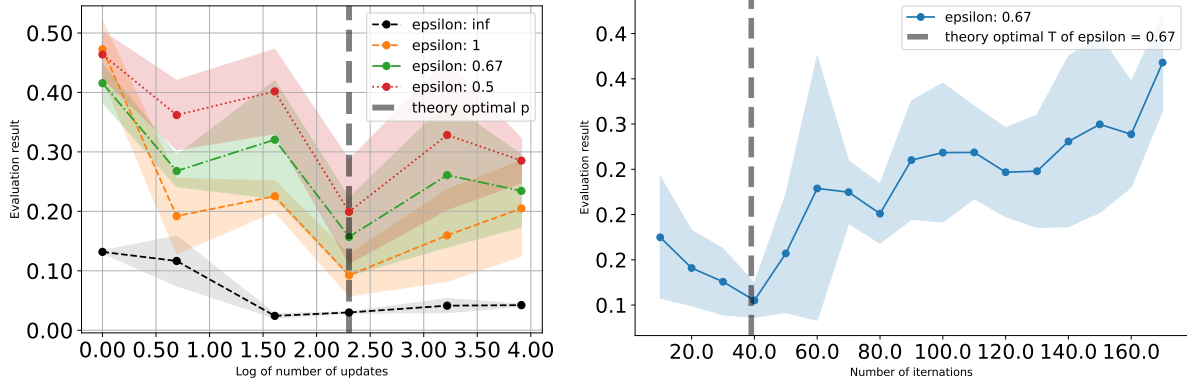 0.50
0.40
0.30
0.20
0.10
0.00
Evaluation result
0.00 0.50 1.00 1.50 2.00 2.50 3.00 3.50 4.00
Log of number of updates
epsilon: inf
epsilon: 1
epsilon: 0.67
epsilon: 0.5
theory optimal p
0.4
0.4
0.3
0.2
0.2
0.2
0.1
Evaluation result
20.0 40.0 60.0 80.0 100.0 120.0 140.0 160.0
Number of iternations
epsilon: 0.67
theory optimal T of epsilon = 0.67